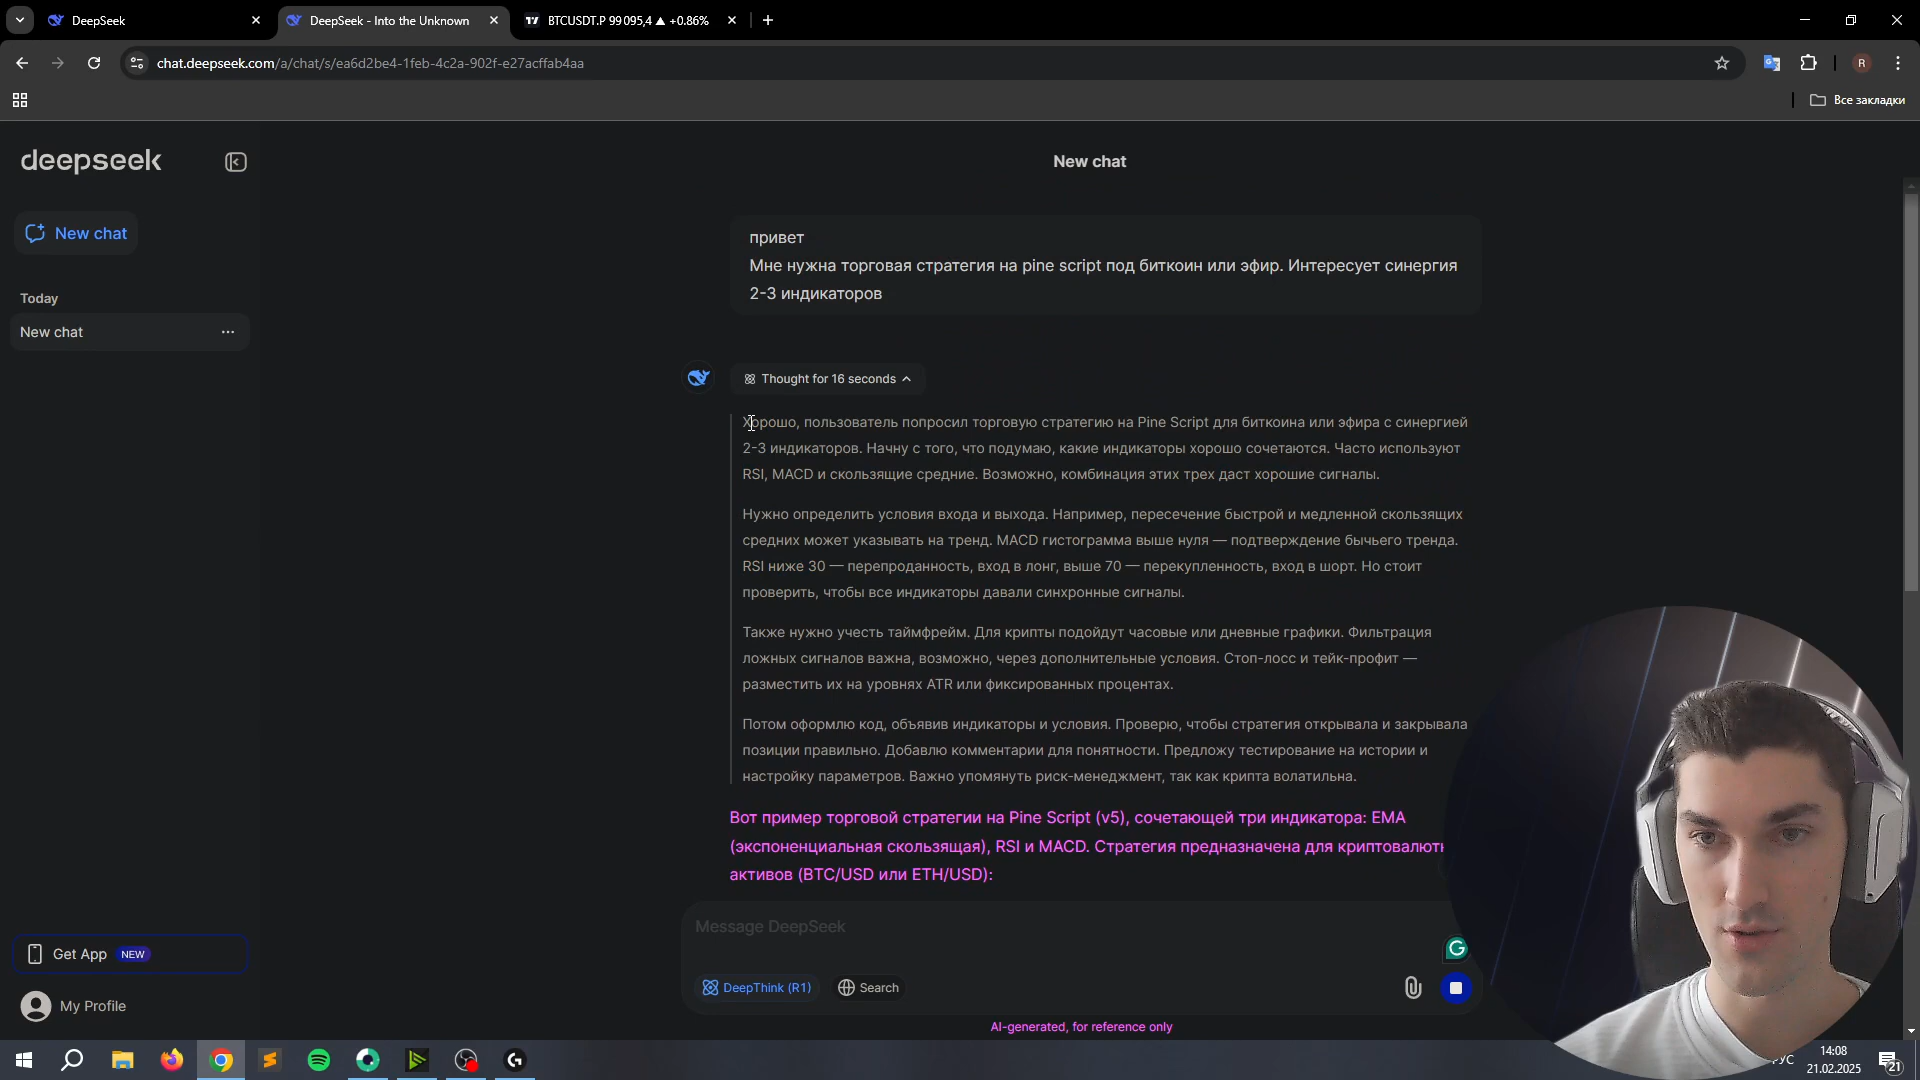 DeepSeek
DeepSeek - Into the Unknown
BTCUSDT.P 99 095,4 ▲ +0.86%
chat.deepseek.com/a/chat/s/ea6d2be4-1feb-4c2a-902f-e27acffab4aa
R
Все закладки
deepseek
New chat
New chat
Today
New chat
привет
Мне нужна торговая стратегия на pine script под биткоин или эфир. Интересует синергия
2-3 индикаторов
Thought for 16 seconds
Хорошо, пользователь попросил торговую стратегию на Pine Script для биткоина или эфира с синергией
2-3 индикаторов. Начну с того, что подумаю, какие индикаторы хорошо сочетаются. Часто используют
RSI, MACD и скользящие средние. Возможно, комбинация этих трех даст хорошие сигналы.
Нужно определить условия входа и выхода. Например, пересечение быстрой и медленной скользящих
средних может указывать на тренд. MACD гистограмма выше нуля — подтверждение бычьего тренда.
RSI ниже 30 — перепроданность, вход в лонг, выше 70 — перекупленность, вход в шорт. Но стоит
проверить, чтобы все индикаторы давали синхронные сигналы.
Также нужно учесть таймфрейм. Для крипты подойдут часовые или дневные графики. Фильтрация
ложных сигналов важна, возможно, через дополнительные условия. Стоп-лосс и тейк-профит —
разместить их на уровнях ATR или фиксированных процентах.
Потом оформлю код, объявив индикаторы и условия. Проверю, чтобы стратегия открывала и закрывала
позиции правильно. Добавлю комментарии для понятности. Предложу тестирование на истории и
настройку параметров. Важно упомянуть риск-менеджмент, так как крипта волатильна.
Вот пример торговой стратегии на Pine Script (v5), сочетающей три индикатора: EMA
(экспоненциальная скользящая), RSI и MACD. Стратегия предназначена для криптовалютн
активов (BTC/USD или ETH/USD):
Message DeepSeek
Get App NEW
DeepThink (R1)
Search
My Profile
AI-generated, for reference only
РУС
14:08
21.02.2025
21